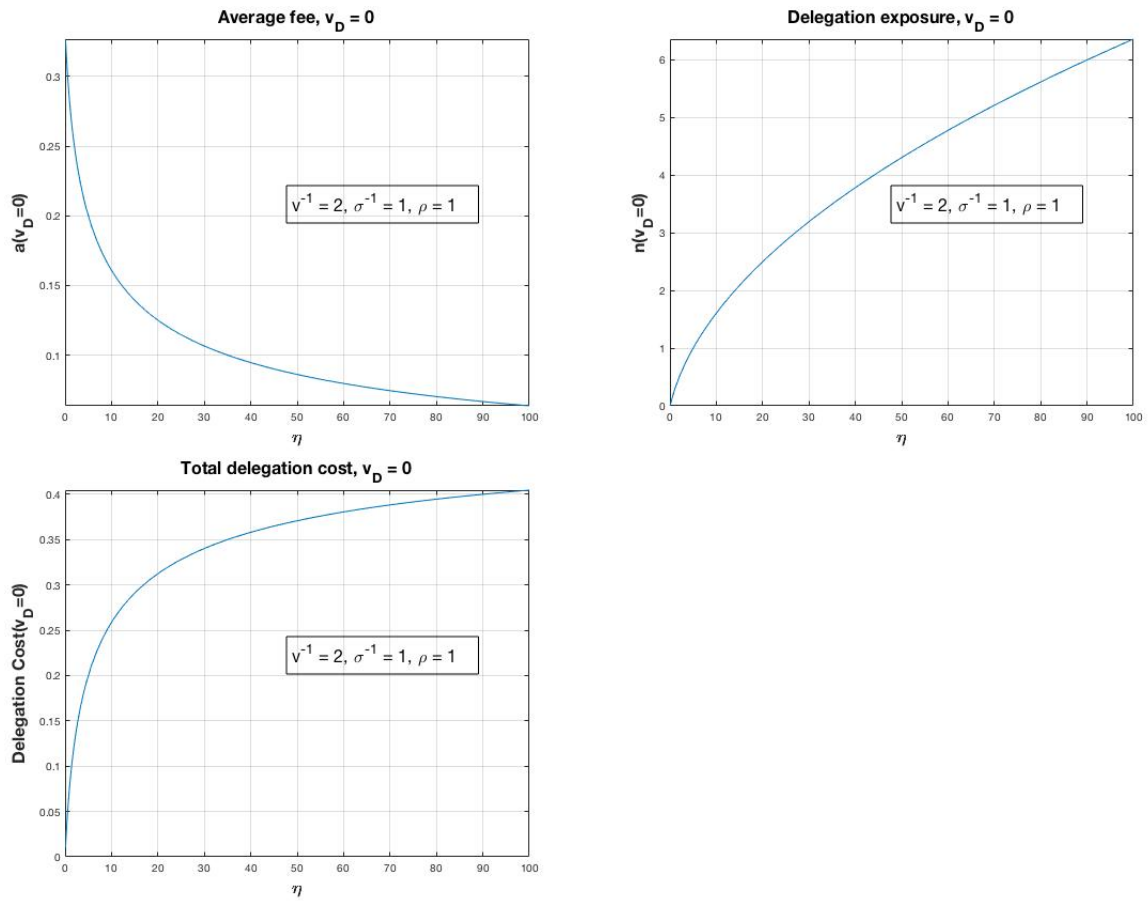 Average fee, v_D = 0
a(v_D=0)
0.3
0.25
0.2
0.15
0.1
v^-1 = 2, σ^-1 = 1, ρ = 1
0 10 20 30 40 50 60 70 80 90 100
η
Delegation exposure, v_D = 0
n(v_D=0)
6
5
4
3
2
1
0
v^-1 = 2, σ^-1 = 1, ρ = 1
0 10 20 30 40 50 60 70 80 90 100
η
Total delegation cost, v_D = 0
Delegation Cost(v_D=0)
0.4
0.35
0.3
0.25
0.2
0.15
0.1
0.05
0
v^-1 = 2, σ^-1 = 1, ρ = 1
0 10 20 30 40 50 60 70 80 90 100
η